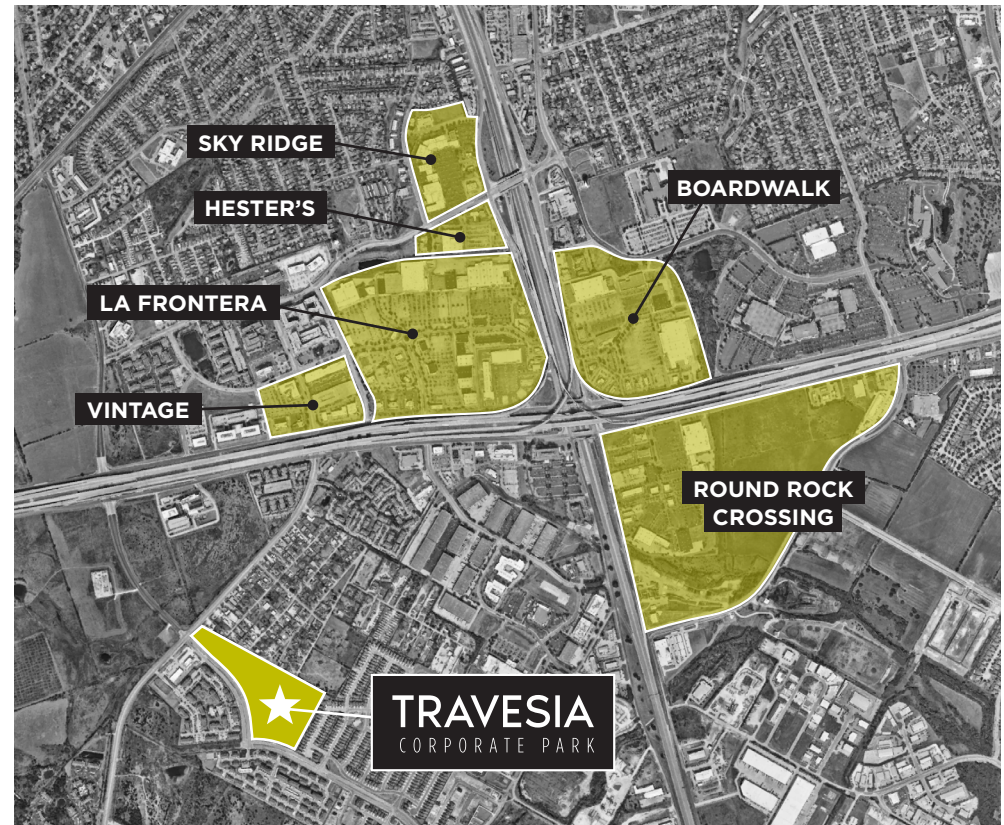 SKY RIDGE
HESTER'S
BOARDWALK
LA FRONTERA
VINTAGE
ROUND ROCK
CROSSING
TRAVESIA
CORPORATE PARK